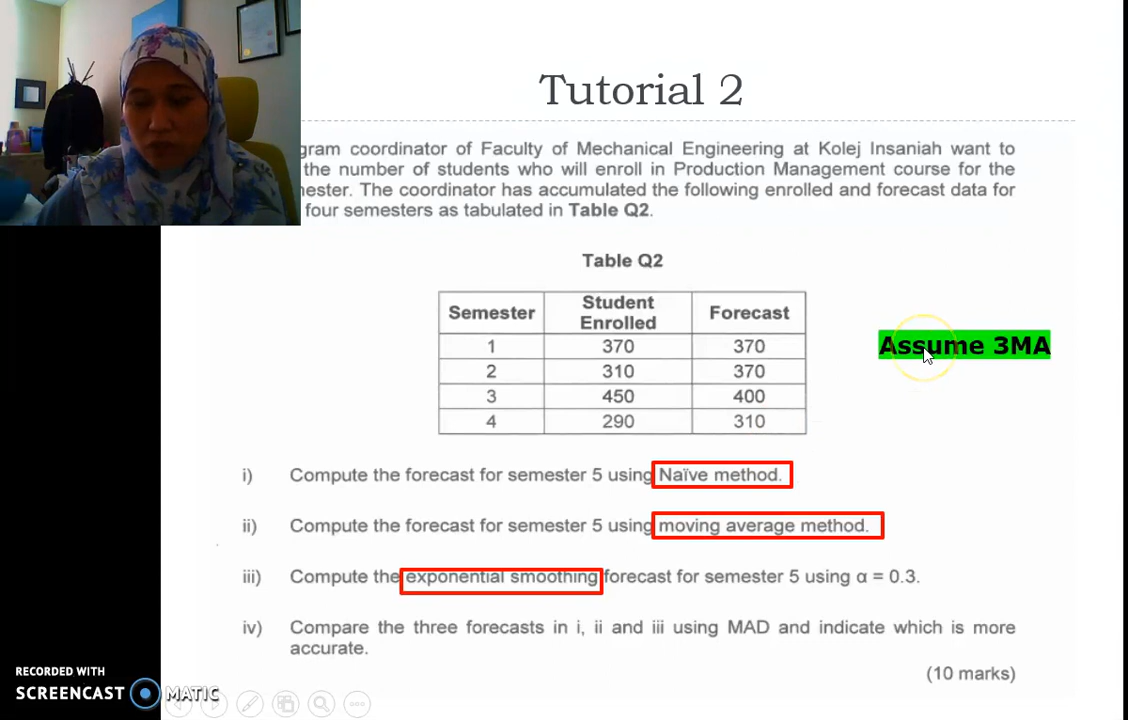 Tutorial 2
gram coordinator of Faculty of Mechanical Engineering at Kolej Insaniah want to
the number of students who will enroll in Production Management course for the
ester. The coordinator has accumulated the following enrolled and forecast data for
four semesters as tabulated in Table Q2.
Table Q2
Semester Student Enrolled Forecast
1 370 370
2 310 370
3 450 400
4 290 310
Assume 3MA
i) Compute the forecast for semester 5 using Naïve method.
ii) Compute the forecast for semester 5 using moving average method.
iii) Compute the exponential smoothing forecast for semester 5 using α = 0.3.
iv) Compare the three forecasts in i, ii and iii using MAD and indicate which is more
accurate.
(10 marks)
RECORDED WITH
SCREENCAST MATIC